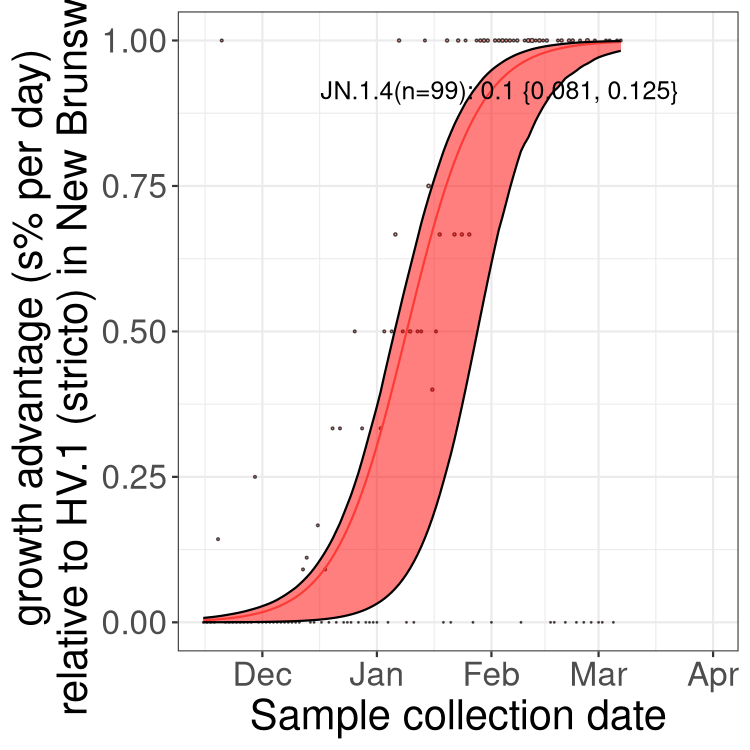 growth advantage (s% per day)
relative to HV.1 (stricto) in New Brunsw
1.00
0.75
0.50
0.25
0.00
JN.1.4(n=99): 0.1 {0.081, 0.125}
Dec Jan Feb Mar Apr
Sample collection date